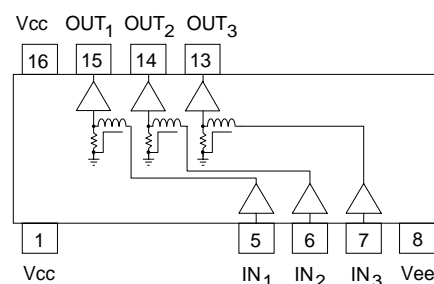 Vcc OUT1 OUT2 OUT3
16 15 14 13
1 5 6 7 8
Vcc IN1 IN2 IN3 Vee